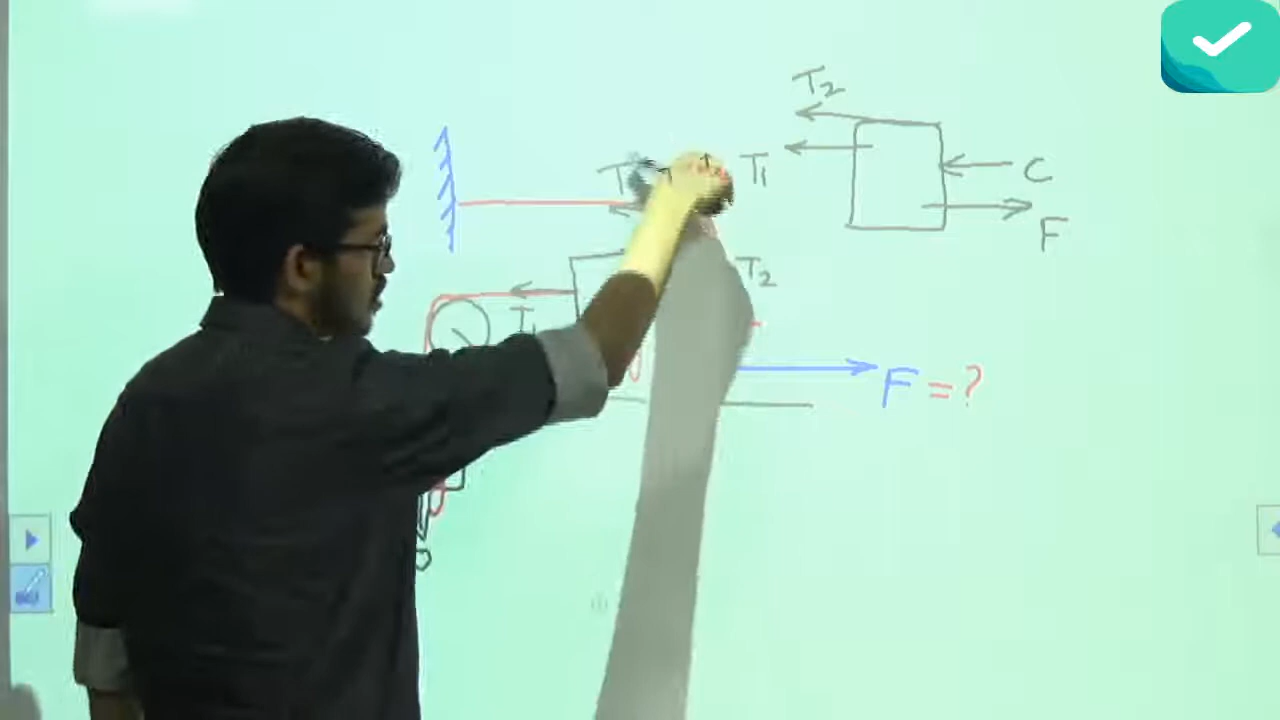 T₂
T₁
C
F
T
T₂
T₁
F = ?